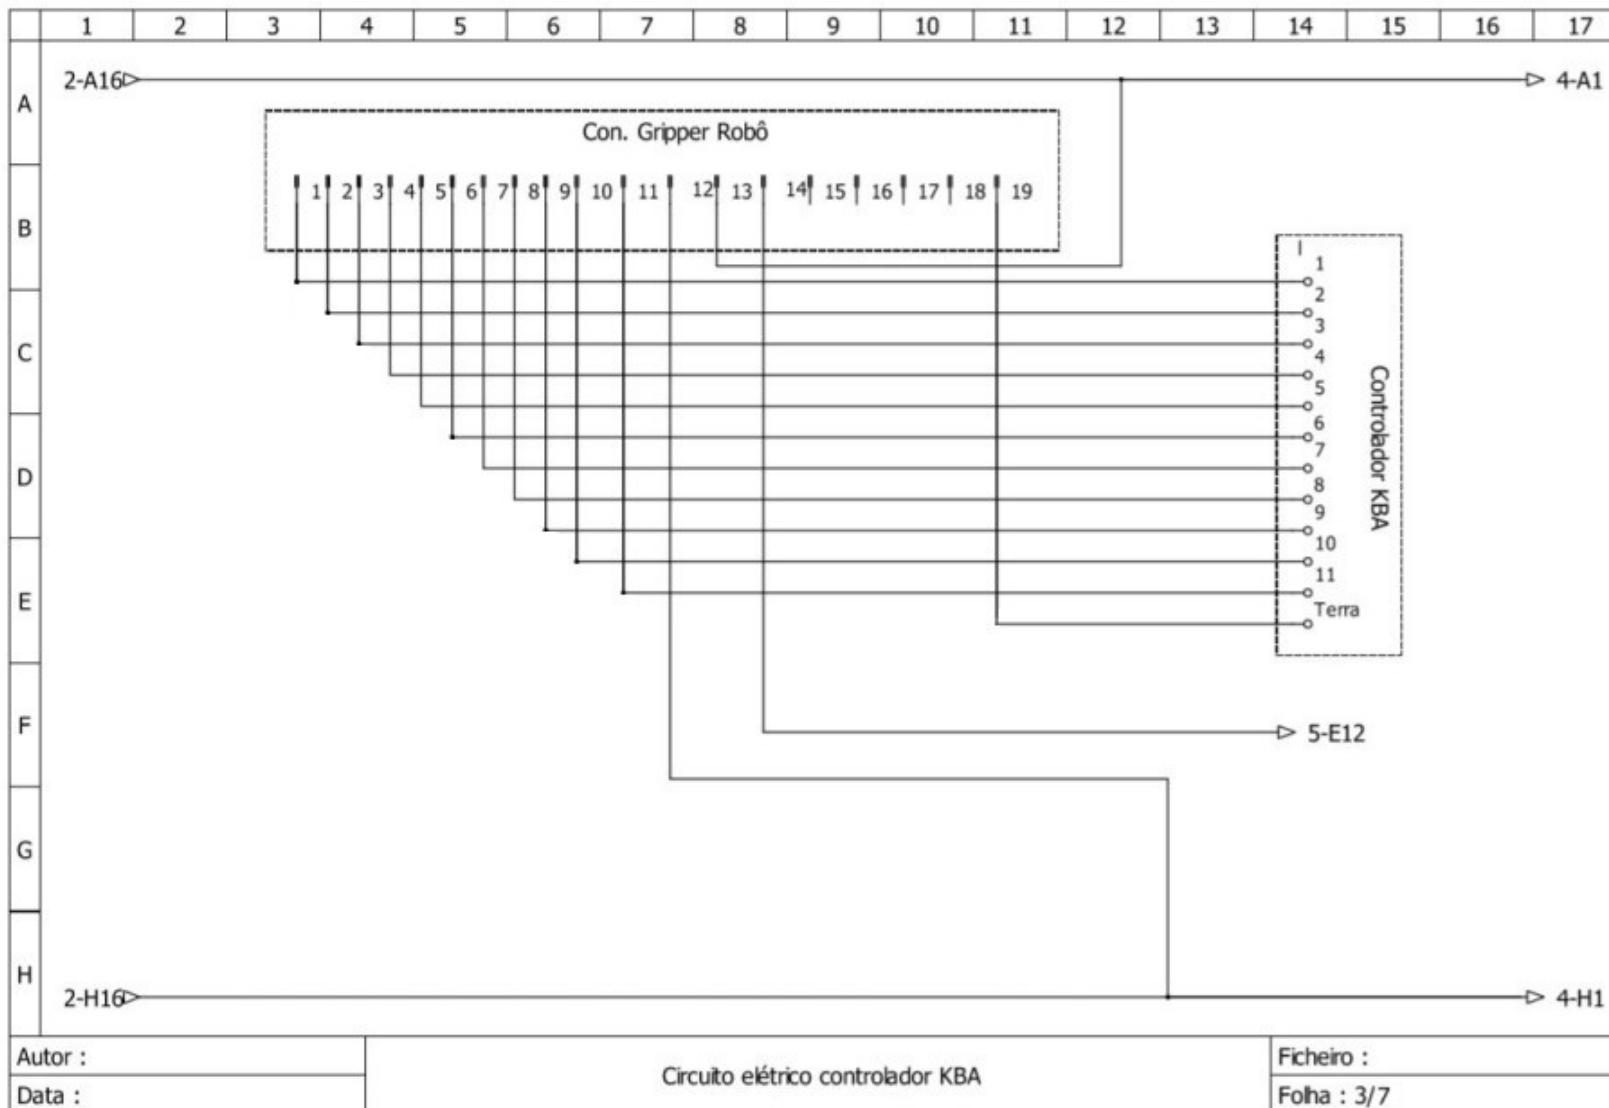 1 2 3 4 5 6 7 8 9 10 11 12 13 14 15 16 17
A
2-A16 4-A1
Con. Gripper Robô
1 2 3 4 5 6 7 8 9 10 11 12 13 14 15 16 17 18 19
B
1
2
3
C
4
5
Controlador KBA
6
7
D
8
9
10
11
E
Terra
F
5-E12
G
H
2-H16 4-H1
Autor :
Data :
Circuito elétrico controlador KBA
Ficheiro :
Folha : 3/7